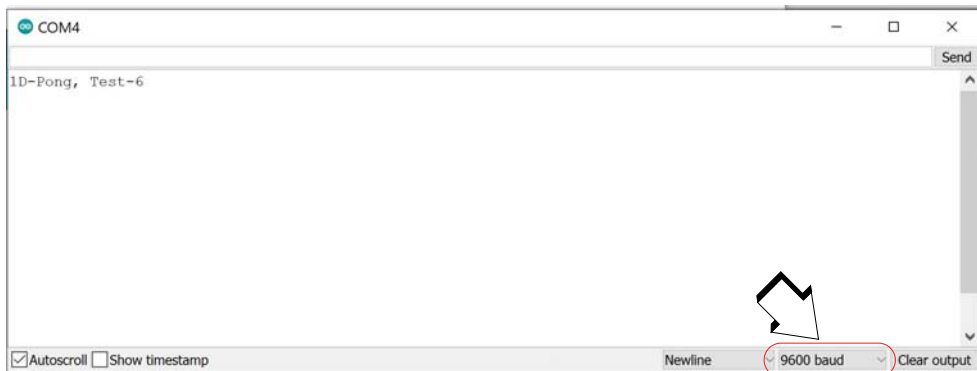 COM4
Send
1D-Pong, Test-6
Autoscroll Show timestamp Newline 9600 baud Clear output